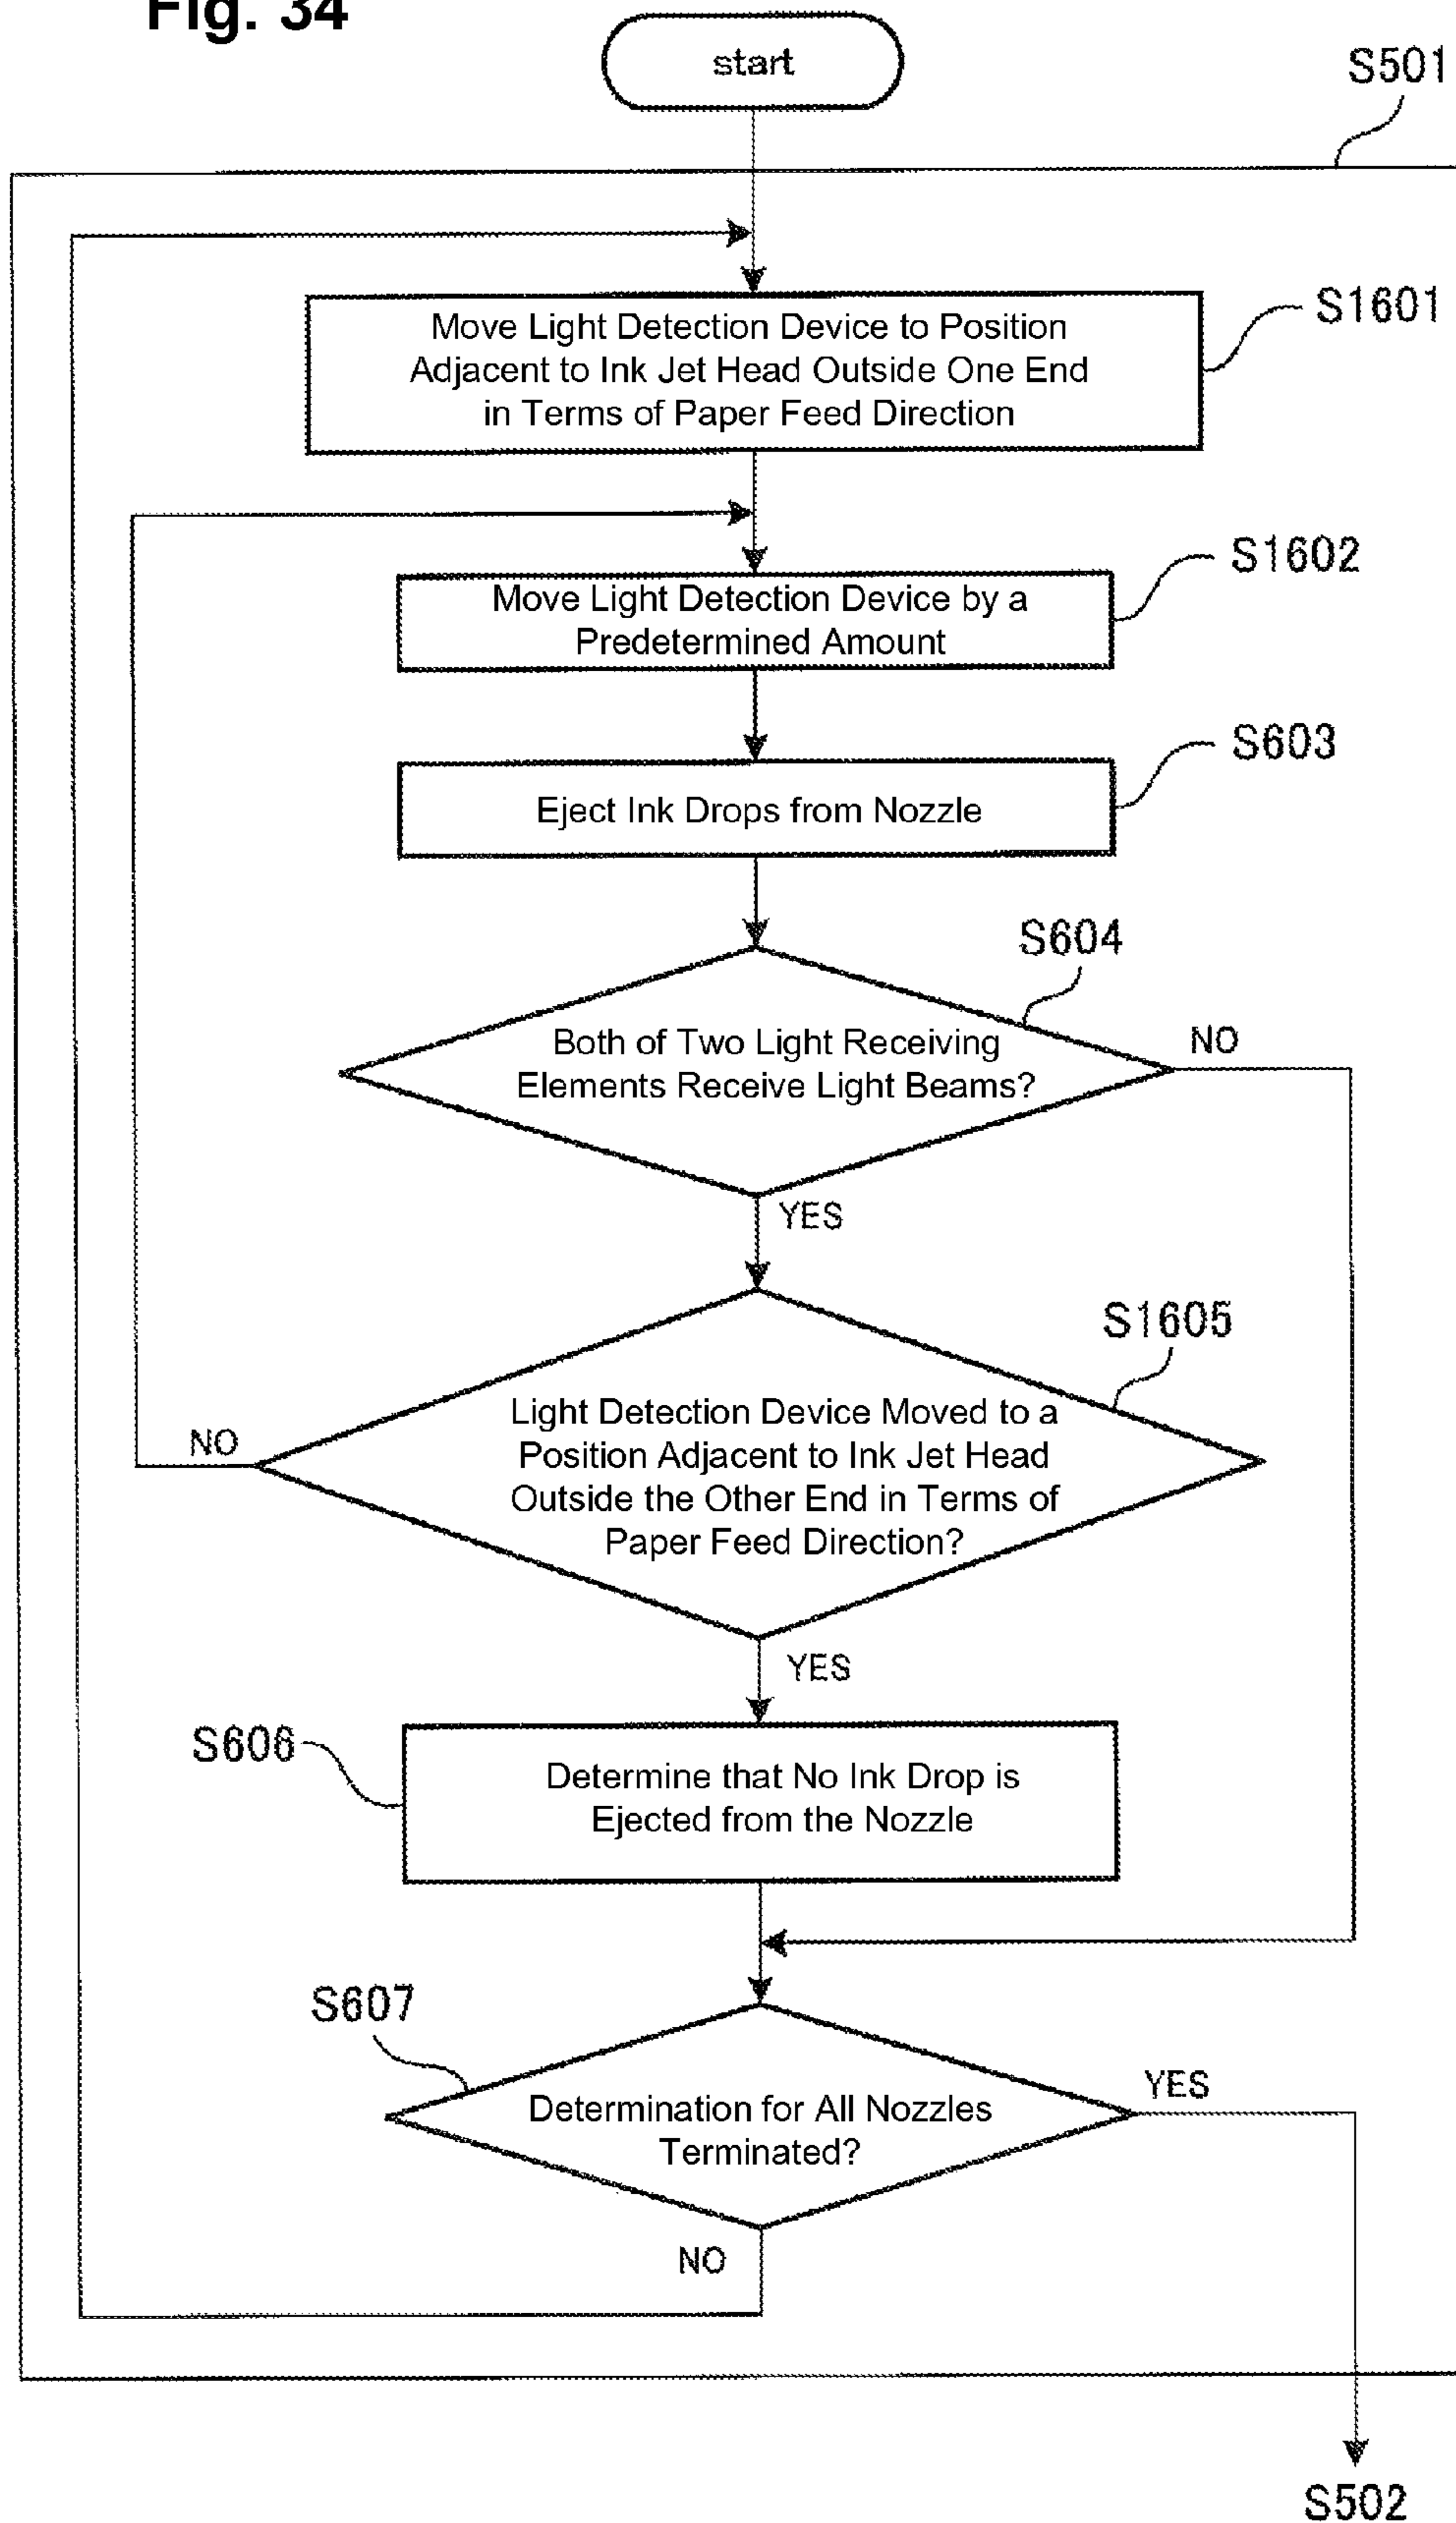 Fig. 34
start
S501
Move Light Detection Device to Position
Adjacent to Ink Jet Head Outside One End
in Terms of Paper Feed Direction
S1601
Move Light Detection Device by a
Predetermined Amount
S1602
Eject Ink Drops from Nozzle
S603
S604
Both of Two Light Receiving
Elements Receive Light Beams?
NO
YES
S1605
Light Detection Device Moved to a
Position Adjacent to Ink Jet Head
Outside the Other End in Terms of
Paper Feed Direction?
NO
YES
S606
Determine that No Ink Drop is
Ejected from the Nozzle
S607
Determination for All Nozzles
Terminated?
YES
NO
S502